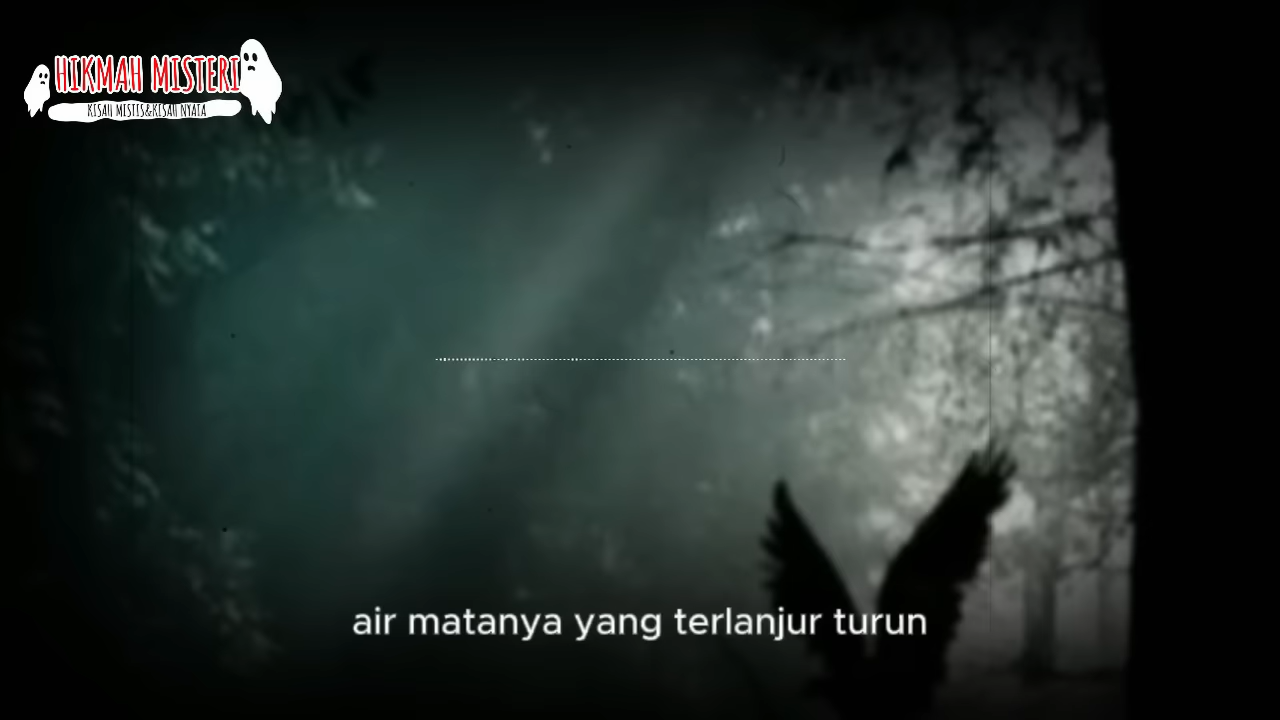 HIKMAH MISTERI
KISAH MISTIS&KISAH NYATA
air matanya yang terlanjur turun